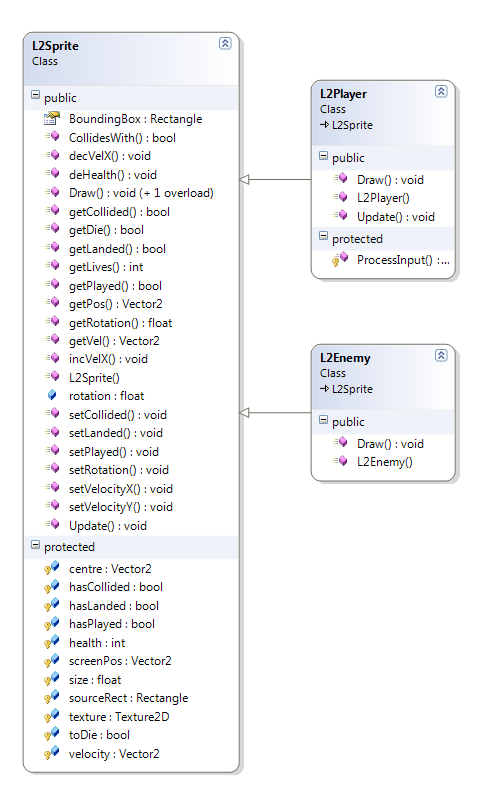 L2Sprite
Class
public
BoundingBox : Rectangle
CollidesWith() : bool
decVelX() : void
deHealth() : void
Draw() : void (+ 1 overload)
getCollided() : bool
getDie() : bool
getLanded() : bool
getLives() : int
getPlayed() : bool
getPos() : Vector2
getRotation() : float
getVel() : Vector2
incVelX() : void
L2Sprite()
rotation : float
setCollided() : void
setLanded() : void
setPlayed() : void
setRotation() : void
setVelocityX() : void
setVelocityY() : void
Update() : void
protected
centre : Vector2
hasCollided : bool
hasLanded : bool
hasPlayed : bool
health : int
screenPos : Vector2
size : float
sourceRect : Rectangle
texture : Texture2D
toDie : bool
velocity : Vector2
L2Player
Class
L2Sprite
public
Draw() : void
L2Player()
Update() : void
protected
ProcessInput() :...
L2Enemy
Class
L2Sprite
public
Draw() : void
L2Enemy()